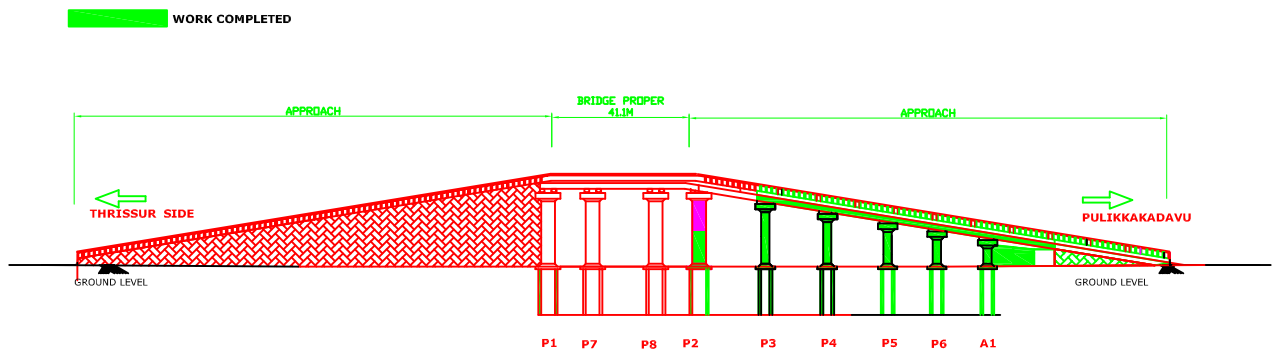 WORK COMPLETED
BRIDGE PROPER
41.1M
APPROACH
APPROACH
THRISSUR SIDE
PULIKKAKADAVU
GROUND LEVEL
GROUND LEVEL
P1 P7 P8 P2 P3 P4 P5 P6 A1